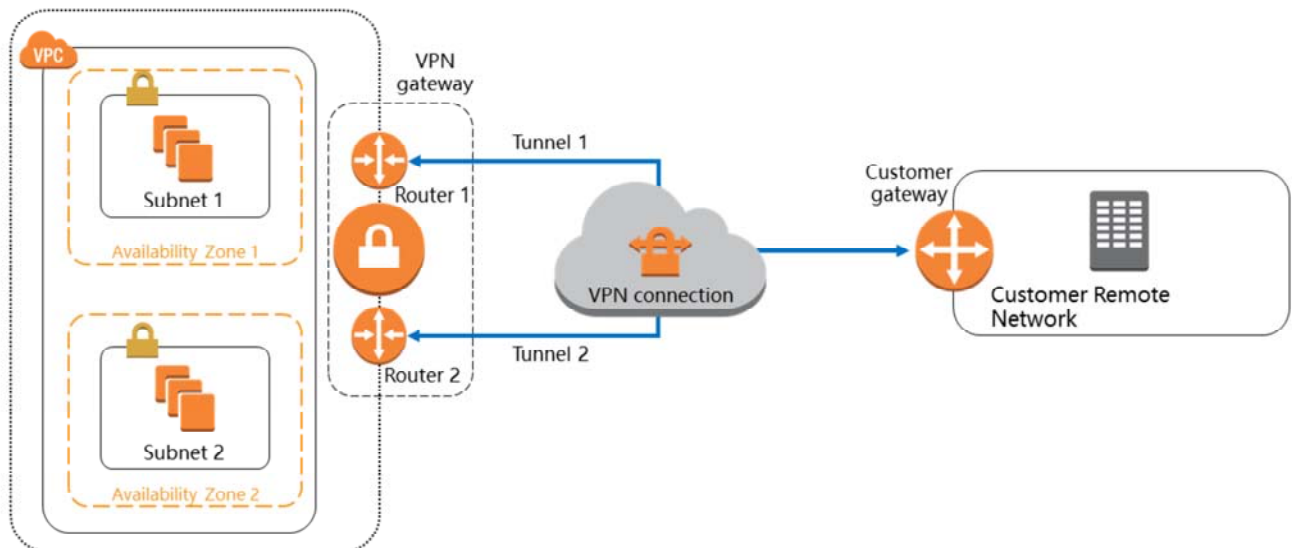 VPC
Subnet 1
Availability Zone 1
Subnet 2
Availability Zone 2
VPN
gateway
Router 1
Router 2
Tunnel 1
VPN connection
Tunnel 2
Customer
gateway
Customer Remote
Network